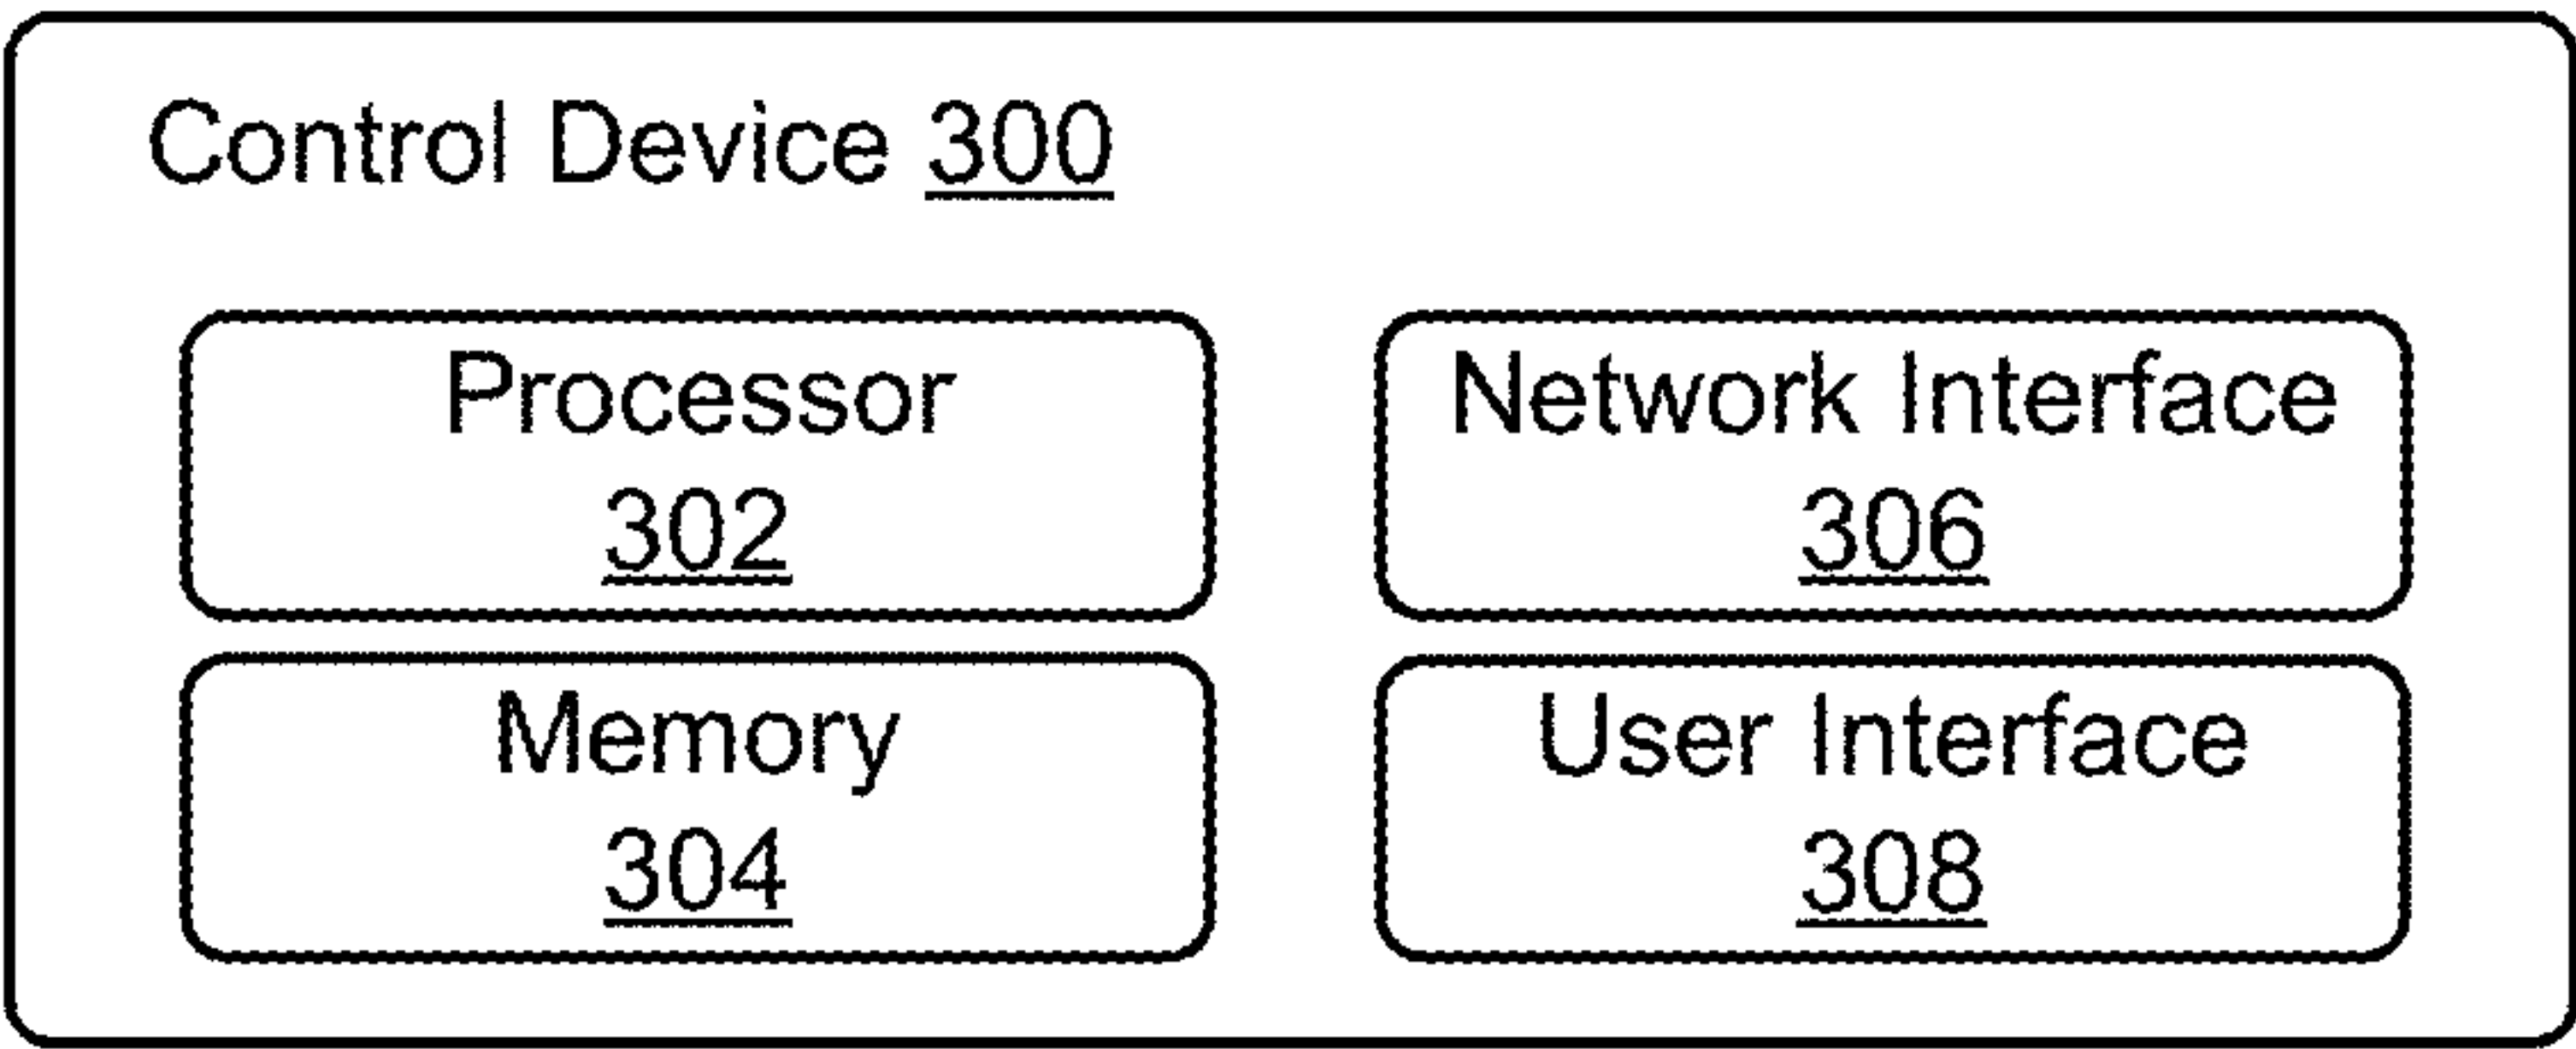 Control Device 300
Processor
302
Network Interface
306
Memory
304
User Interface
308